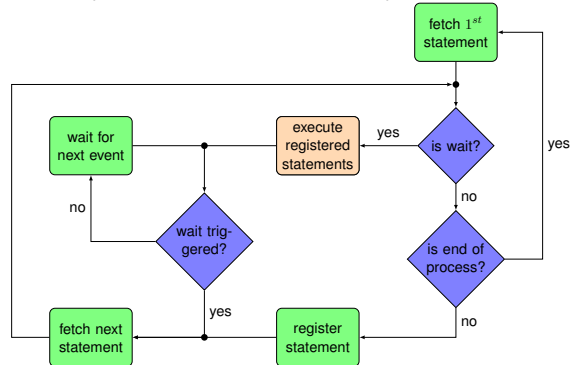 fetch 1st
statement
wait for
next event
execute
registered
statements
yes
is wait?
yes
no
no
wait trig-
gered?
is end of
process?
yes
no
fetch next
statement
register
statement